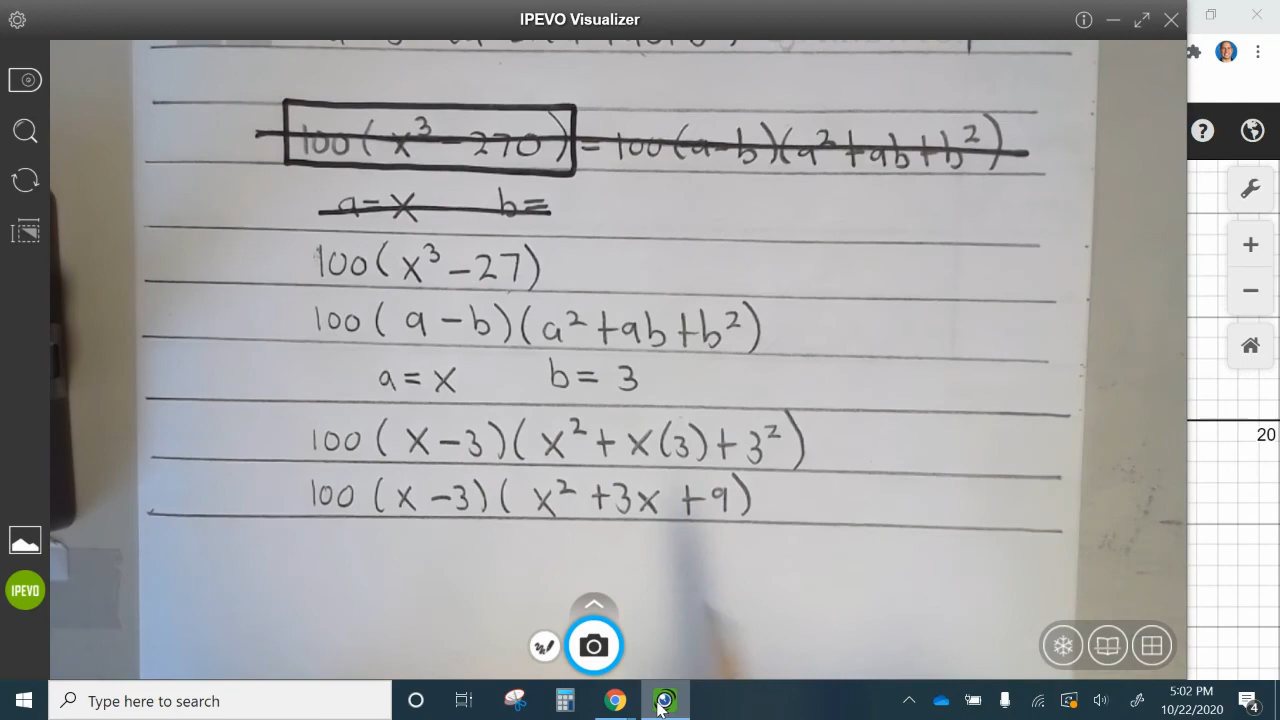 IPEVO Visualizer
100(x³ - 270) = 100(a-b)(a²+ab+b²)
a=x b=
100(x³-27)
100(a-b)(a²+ab+b²)
a=x b=3
100(x-3)(x²+x(3)+3²)
100(x-3)(x²+3x+9)
20
IPEVO
Type here to search
5:02 PM
10/22/2020
4